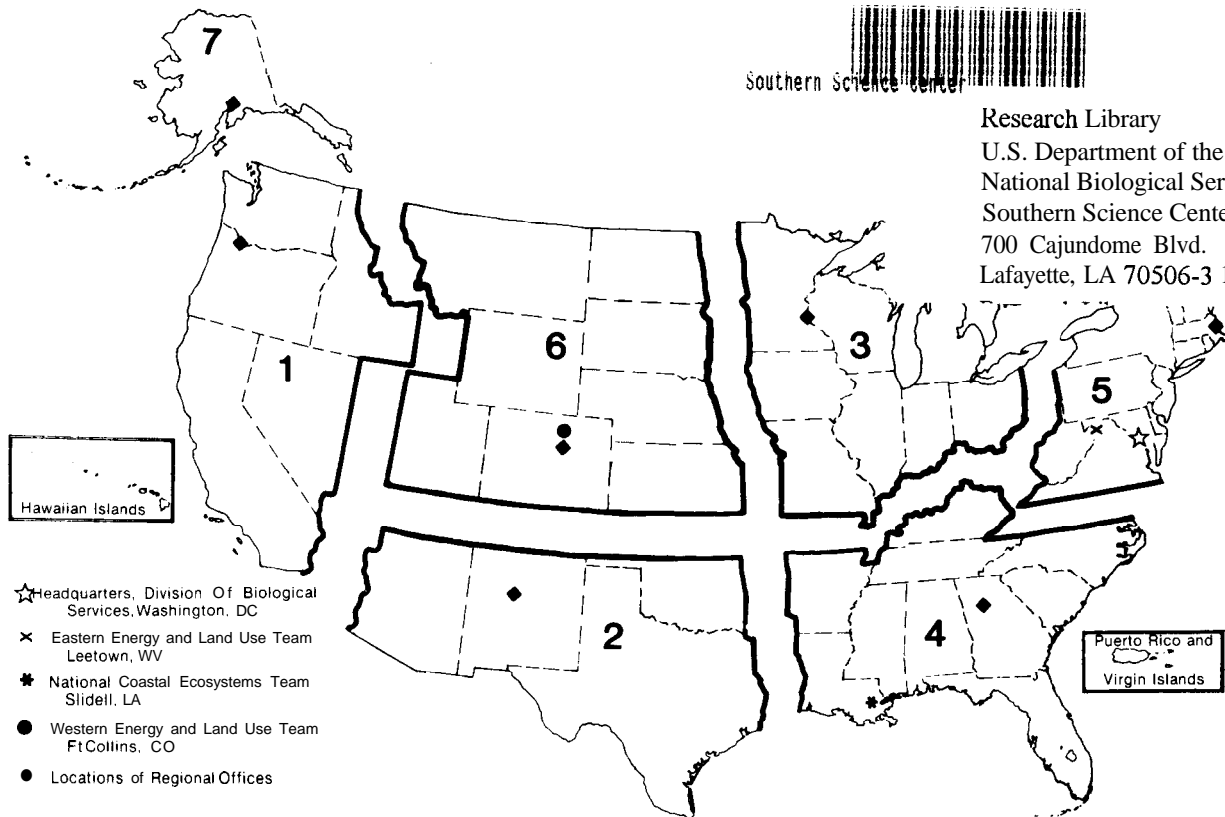 7
Southern Science Center
Research Library
U.S. Department of the
National Biological Ser
Southern Science Cente
700 Cajundome Blvd.
Lafayette, LA 70506-3 1
1
6
3
5
2
4
Hawaiian Islands
Puerto Rico and
Virgin Islands
Headquarters, Division Of Biological
Services, Washington, DC
Eastern Energy and Land Use Team
Leetown, WV
National Coastal Ecosystems Team
Slidell, LA
Western Energy and Land Use Team
Ft Collins, CO
Locations of Regional Offices